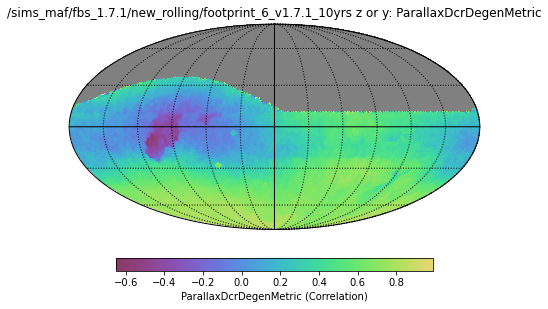 /sims_maf/fbs_1.7.1/new_rolling/footprint_6_v1.7.1_10yrs z or y: ParallaxDcrDegenMetric
−0.6 −0.4 −0.2 0.0 0.2 0.4 0.6 0.8
ParallaxDcrDegenMetric (Correlation)